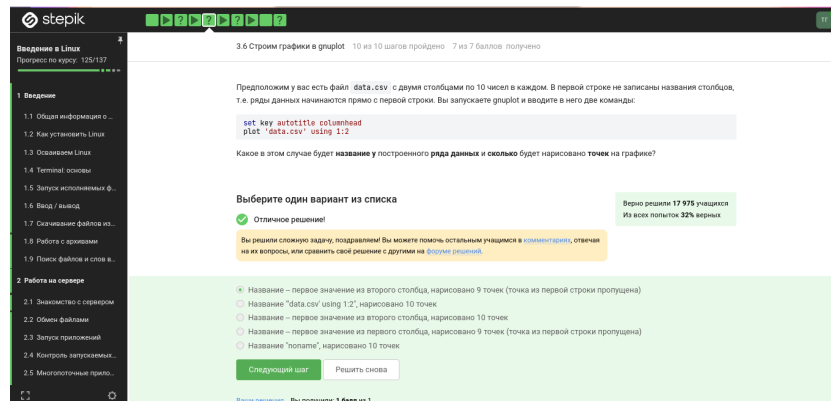 stepik
ТГ
Введение в Linux
Прогресс по курсу: 125/137
3.6 Строим графики в gnuplot 10 из 10 шагов пройдено 7 из 7 баллов получено
1 Введение
1.1 Общая информация о ...
1.2 Как установить Linux
1.3 Осваиваем Linux
1.4 Terminal: основы
1.5 Запуск исполняемых ф...
1.6 Ввод / вывод
1.7 Скачивание файлов из...
1.8 Работа с архивами
1.9 Поиск файлов и слов в...
2 Работа на сервере
2.1 Знакомство с сервером
2.2 Обмен файлами
2.3 Запуск приложений
2.4 Контроль запускаемых...
2.5 Многопоточные прило...
Предположим у вас есть файл data.csv с двумя столбцами по 10 чисел в каждом. В первой строке не записаны названия столбцов,
т.е. ряды данных начинаются прямо с первой строки. Вы запускаете gnuplot и вводите в него две команды:
set key autotitle columnhead
plot 'data.csv' using 1:2
Какое в этом случае будет название у построенного ряда данных и сколько будет нарисовано точек на графике?
Выберите один вариант из списка
Отличное решение!
Верно решили 17 975 учащихся
Из всех попыток 32% верных
Вы решили сложную задачу, поздравляем! Вы можете помочь остальным учащимся в комментариях, отвечая
на их вопросы, или сравнить своё решение с другими на форуме решений.
Название – первое значение из второго столбца, нарисовано 9 точек (точка из первой строки пропущена)
Название "'data.csv' using 1:2", нарисовано 10 точек
Название – первое значение из второго столбца, нарисовано 10 точек
Название – первое значение из первого столбца, нарисовано 9 точек (точка из первой строки пропущена)
Название "noname", нарисовано 10 точек
Следующий шаг
Решить снова
Ваши решения Вы получили: 1 балл из 1